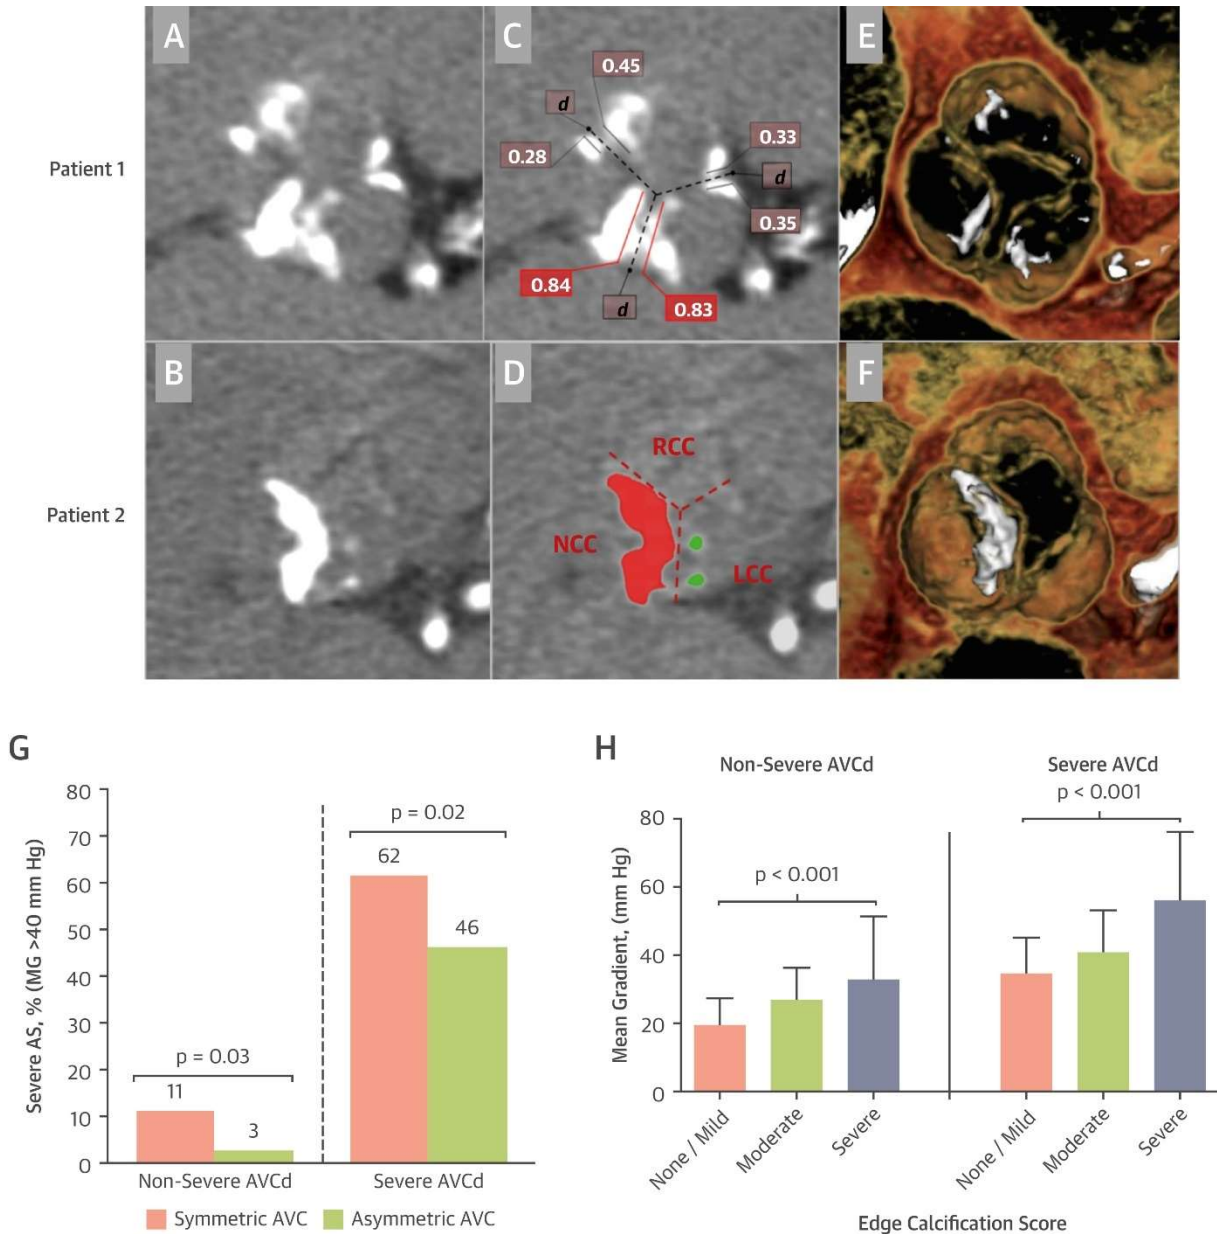 A
C
E
0.45
d
0.33
0.28
d
0.35
Patient 1
0.84
d
0.83
B
D
F
RCC
Patient 2
NCC
LCC
G
Severe AS, % (MG >40 mm Hg)
80
70
60
50
40
30
20
10
0
p = 0.03
11
3
p = 0.02
62
46
Non-Severe AVCd
Severe AVCd
Symmetric AVC
Asymmetric AVC
H
Non-Severe AVCd
Severe AVCd
p < 0.001
p < 0.001
Mean Gradient, (mm Hg)
80
60
40
20
0
None / Mild
Moderate
Severe
None / Mild
Moderate
Severe
Edge Calcification Score